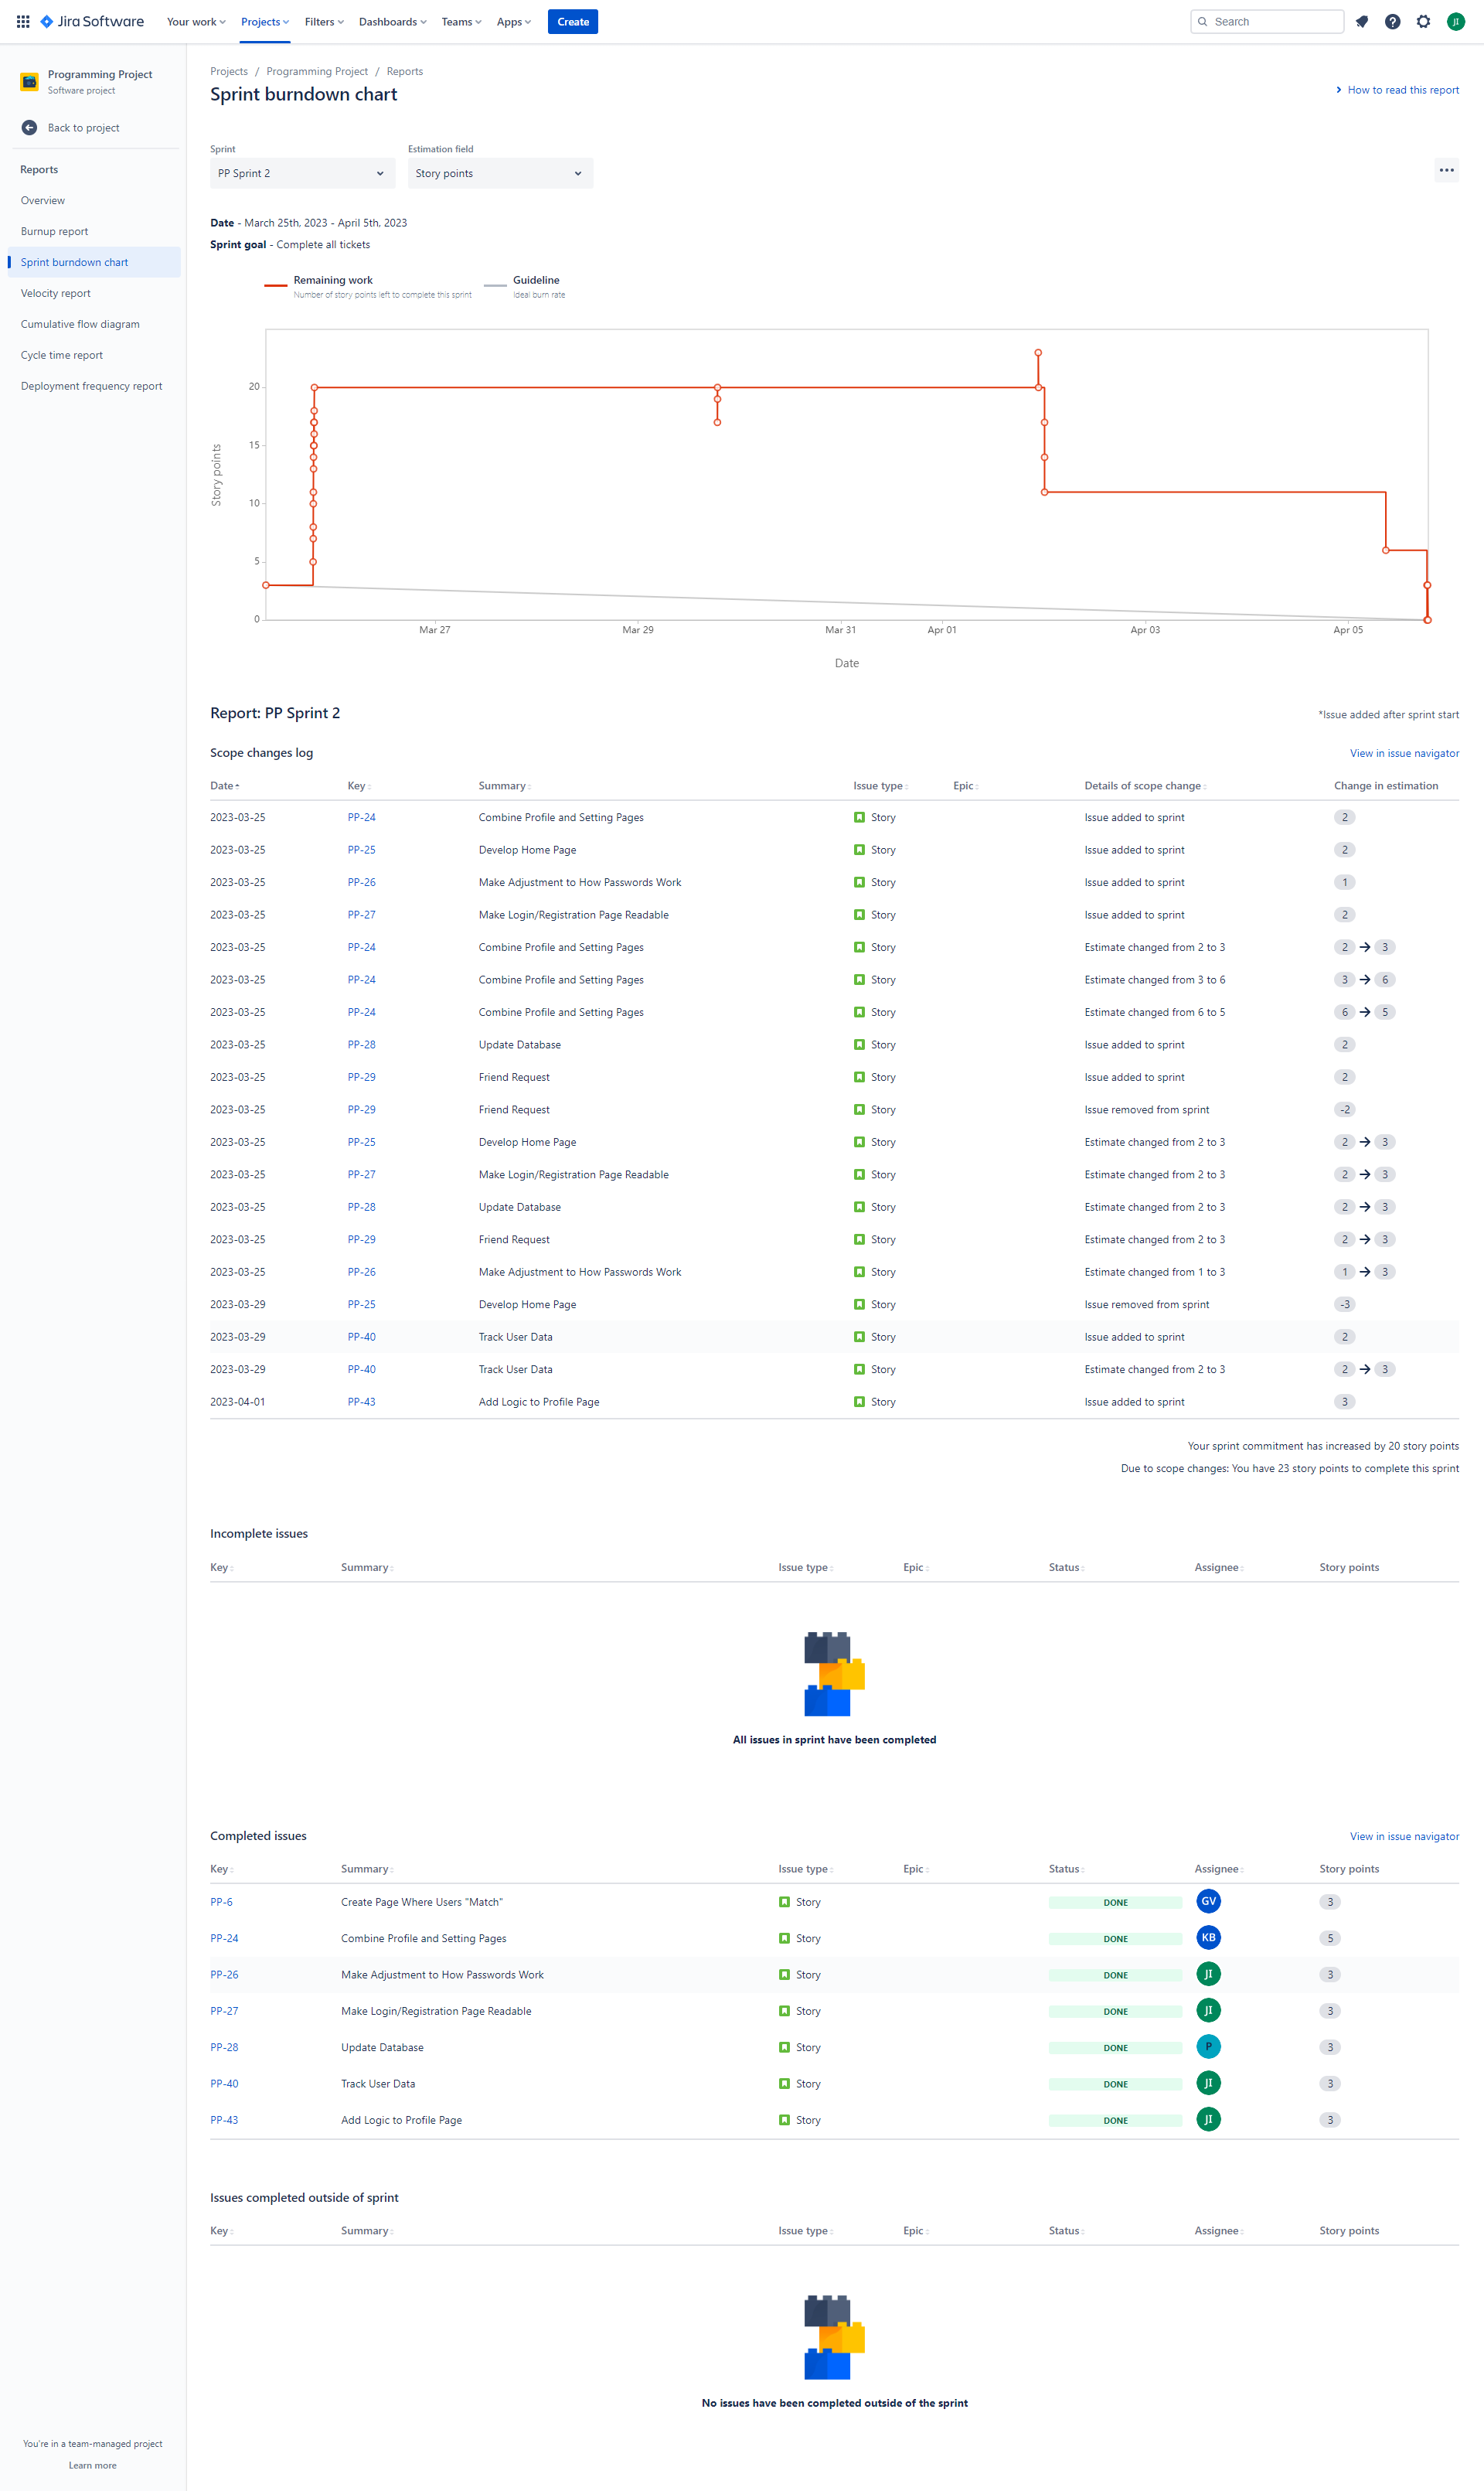 Jira Software Your work Projects Filters Dashboards Teams Apps Create Search JI
Programming Project
Software project
Back to project
Reports
Overview
Burnup report
Sprint burndown chart
Velocity report
Cumulative flow diagram
Cycle time report
Deployment frequency report
Projects / Programming Project / Reports
Sprint burndown chart
How to read this report
Sprint Estimation field
PP Sprint 2 Story points
Date - March 25th, 2023 - April 5th, 2023
Sprint goal - Complete all tickets
Remaining work Guideline
Number of story points left to complete this sprint Ideal burn rate
20
15
10
5
0
Story points
Mar 27 Mar 29 Mar 31 Apr 01 Apr 03 Apr 05
Date
Report: PP Sprint 2 *Issue added after sprint start
Scope changes log View in issue navigator
Date Key Summary Issue type Epic Details of scope change Change in estimation
2023-03-25 PP-24 Combine Profile and Setting Pages Story Issue added to sprint 2
2023-03-25 PP-25 Develop Home Page Story Issue added to sprint 2
2023-03-25 PP-26 Make Adjustment to How Passwords Work Story Issue added to sprint 1
2023-03-25 PP-27 Make Login/Registration Page Readable Story Issue added to sprint 2
2023-03-25 PP-24 Combine Profile and Setting Pages Story Estimate changed from 2 to 3 2 → 3
2023-03-25 PP-24 Combine Profile and Setting Pages Story Estimate changed from 3 to 6 3 → 6
2023-03-25 PP-24 Combine Profile and Setting Pages Story Estimate changed from 6 to 5 6 → 5
2023-03-25 PP-28 Update Database Story Issue added to sprint 2
2023-03-25 PP-29 Friend Request Story Issue added to sprint 2
2023-03-25 PP-29 Friend Request Story Issue removed from sprint -2
2023-03-25 PP-25 Develop Home Page Story Estimate changed from 2 to 3 2 → 3
2023-03-25 PP-27 Make Login/Registration Page Readable Story Estimate changed from 2 to 3 2 → 3
2023-03-25 PP-28 Update Database Story Estimate changed from 2 to 3 2 → 3
2023-03-25 PP-29 Friend Request Story Estimate changed from 2 to 3 2 → 3
2023-03-25 PP-26 Make Adjustment to How Passwords Work Story Estimate changed from 1 to 3 1 → 3
2023-03-29 PP-25 Develop Home Page Story Issue removed from sprint -3
2023-03-29 PP-40 Track User Data Story Issue added to sprint 2
2023-03-29 PP-40 Track User Data Story Estimate changed from 2 to 3 2 → 3
2023-04-01 PP-43 Add Logic to Profile Page Story Issue added to sprint 3
Your sprint commitment has increased by 20 story points
Due to scope changes: You have 23 story points to complete this sprint
Incomplete issues
Key Summary Issue type Epic Status Assignee Story points
All issues in sprint have been completed
Completed issues View in issue navigator
Key Summary Issue type Epic Status Assignee Story points
PP-6 Create Page Where Users "Match" Story DONE GV 3
PP-24 Combine Profile and Setting Pages Story DONE KB 5
PP-26 Make Adjustment to How Passwords Work Story DONE JI 3
PP-27 Make Login/Registration Page Readable Story DONE JI 3
PP-28 Update Database Story DONE P 3
PP-40 Track User Data Story DONE JI 3
PP-43 Add Logic to Profile Page Story DONE JI 3
Issues completed outside of sprint
Key Summary Issue type Epic Status Assignee Story points
No issues have been completed outside of the sprint
You're in a team-managed project
Learn more